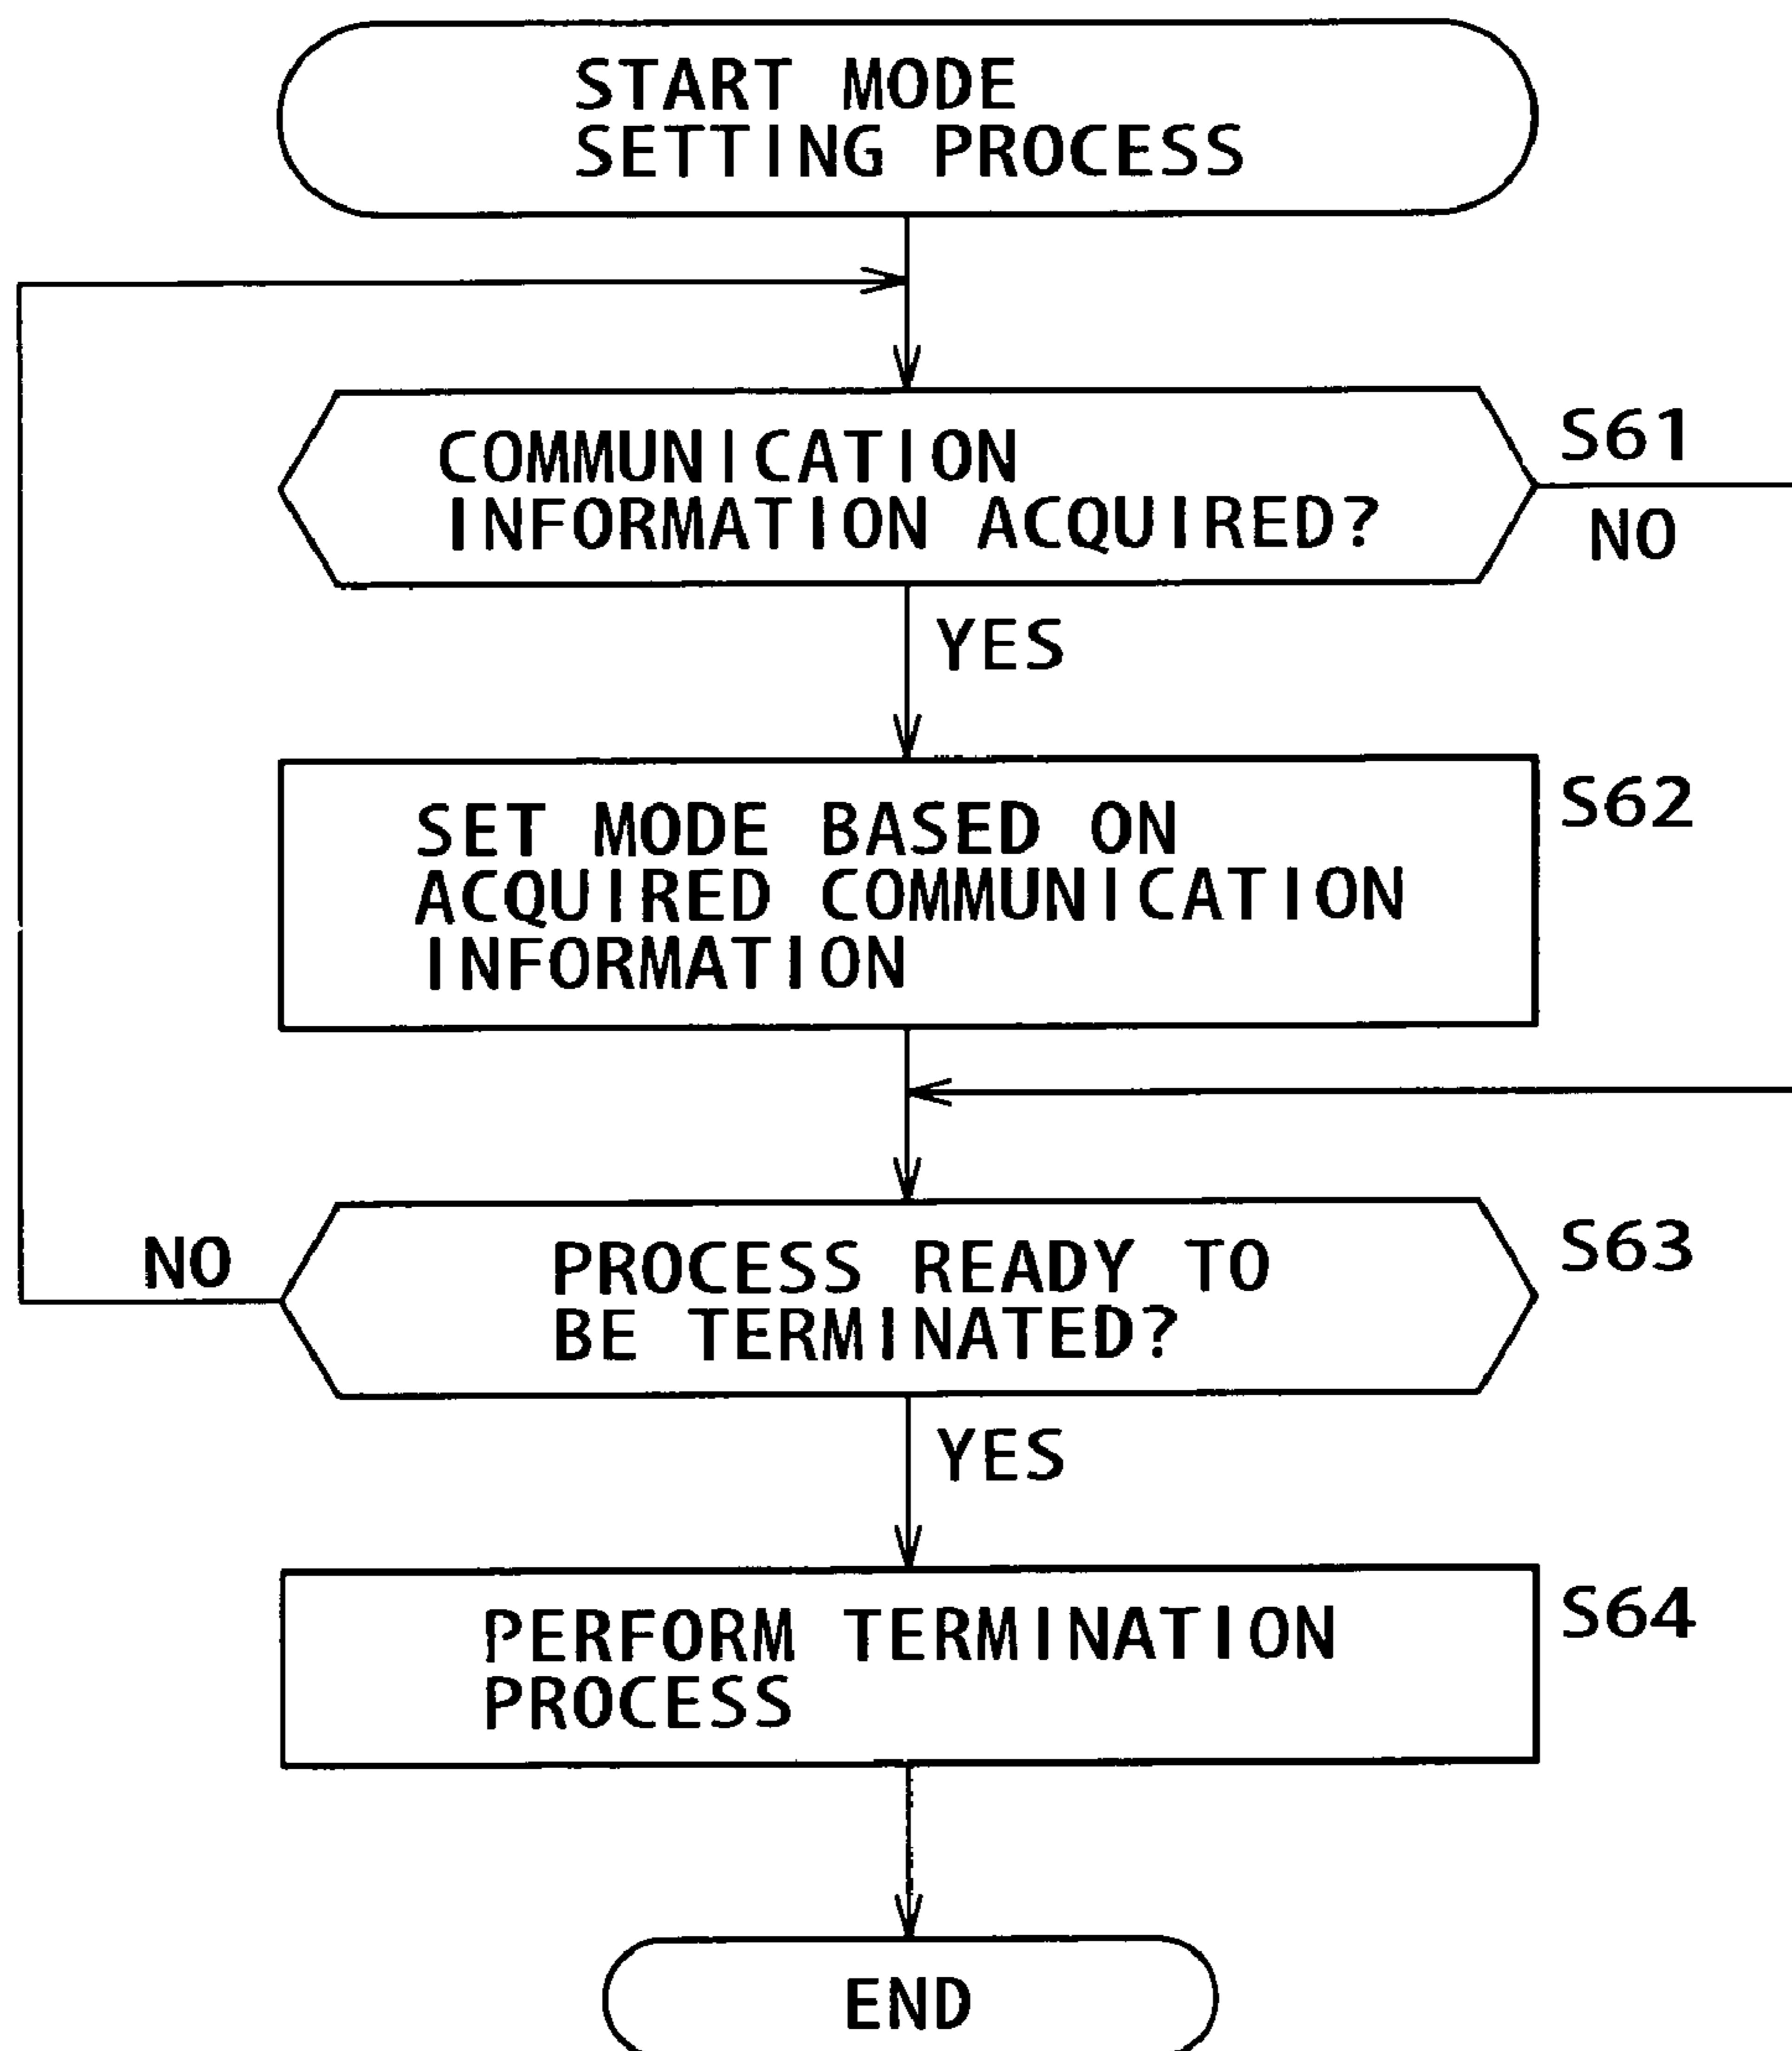 START MODE
SETTING PROCESS
COMMUNICATION
INFORMATION ACQUIRED?
S61
NO
YES
SET MODE BASED ON
ACQUIRED COMMUNICATION
INFORMATION
S62
NO
PROCESS READY TO
BE TERMINATED?
S63
YES
PERFORM TERMINATION
PROCESS
S64
END